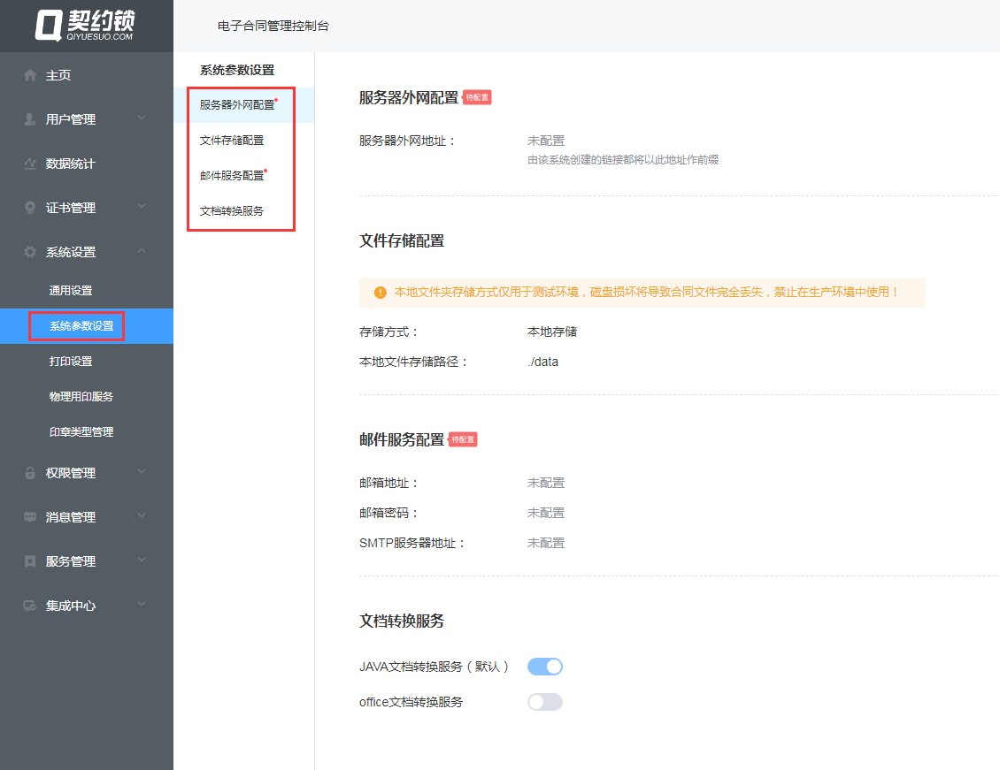 契约锁
QIYUESUO.COM
电子合同管理控制台
主页
用户管理
数据统计
证书管理
系统设置
通用设置
系统参数设置
打印设置
物理用印服务
印章类型管理
权限管理
消息管理
服务管理
集成中心
系统参数设置
服务器外网配置
文件存储配置
邮件服务配置
文档转换服务
服务器外网配置 待配置
服务器外网地址： 未配置
由该系统创建的链接都将以此地址作前缀
文件存储配置
本地文件夹存储方式仅用于测试环境，磁盘损坏将导致合同文件完全丢失，禁止在生产环境中使用！
存储方式： 本地存储
本地文件存储路径： ./data
邮件服务配置 待配置
邮箱地址： 未配置
邮箱密码： 未配置
SMTP服务器地址： 未配置
文档转换服务
JAVA文档转换服务（默认）
office文档转换服务